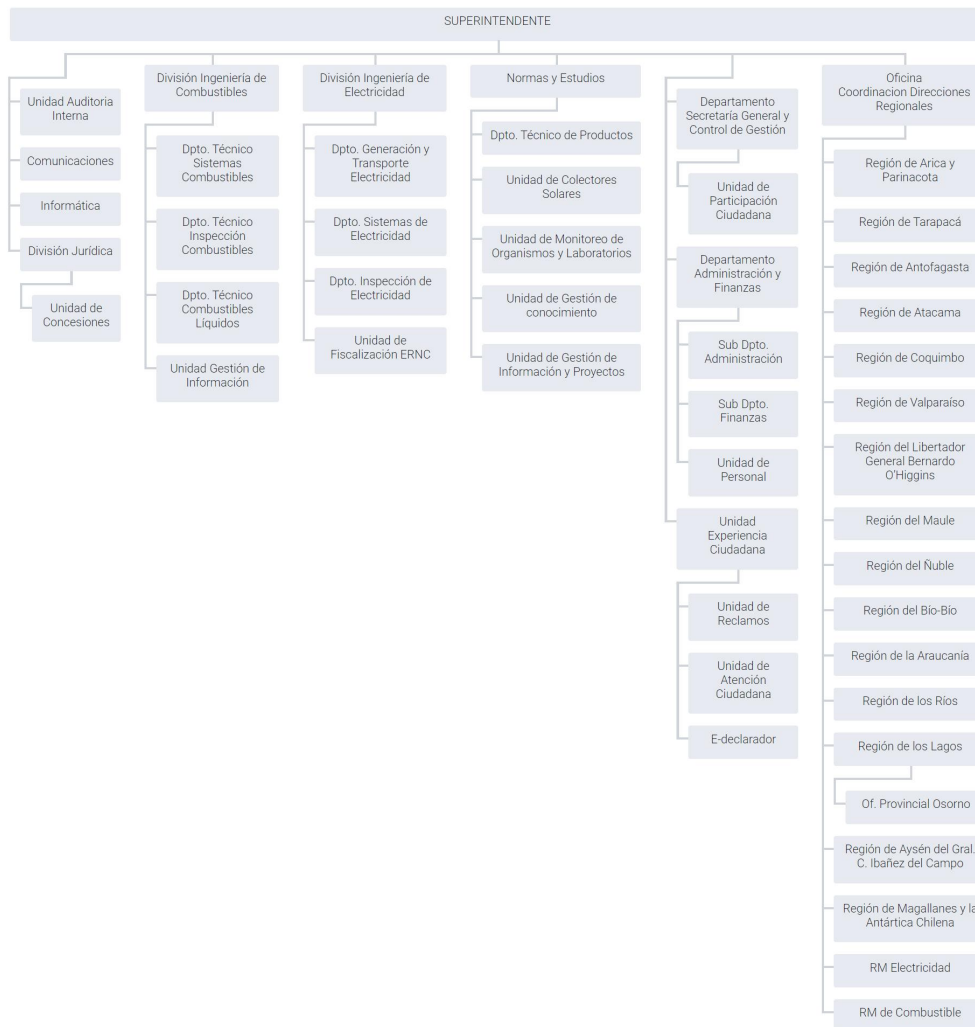 SUPERINTENDENTE
Unidad Auditoria
Interna
Comunicaciones
Informática
División Jurídica
Unidad de
Concesiones
División Ingeniería de
Combustibles
Dpto. Técnico
Sistemas
Combustibles
Dpto. Técnico
Inspección
Combustibles
Dpto. Técnico
Combustibles
Líquidos
Unidad Gestión de
Información
División Ingeniería de
Electricidad
Dpto. Generación y
Transporte
Electricidad
Dpto. Sistemas de
Electricidad
Dpto. Inspección de
Electricidad
Unidad de
Fiscalización ERNC
Normas y Estudios
Dpto. Técnico de Productos
Unidad de Colectores
Solares
Unidad de Monitoreo de
Organismos y Laboratorios
Unidad de Gestión de
conocimiento
Unidad de Gestión de
Información y Proyectos
Departamento
Secretaría General y
Control de Gestión
Unidad de
Participación
Ciudadana
Departamento
Administración y
Finanzas
Sub Dpto.
Administración
Sub Dpto.
Finanzas
Unidad de
Personal
Unidad
Experiencia
Ciudadana
Unidad de
Reclamos
Unidad de
Atención
Ciudadana
E-declarador
Oficina
Coordinacion Direcciones
Regionales
Región de Arica y
Parinacota
Región de Tarapacá
Región de Antofagasta
Región de Atacama
Región de Coquimbo
Región de Valparaíso
Región del Libertador
General Bernardo
O'Higgins
Región del Maule
Región del Ñuble
Región del Bío-Bío
Región de la Araucanía
Región de los Ríos
Región de los Lagos
Of. Provincial Osorno
Región de Aysén del Gral.
C. Ibañez del Campo
Región de Magallanes y la
Antártica Chilena
RM Electricidad
RM de Combustible